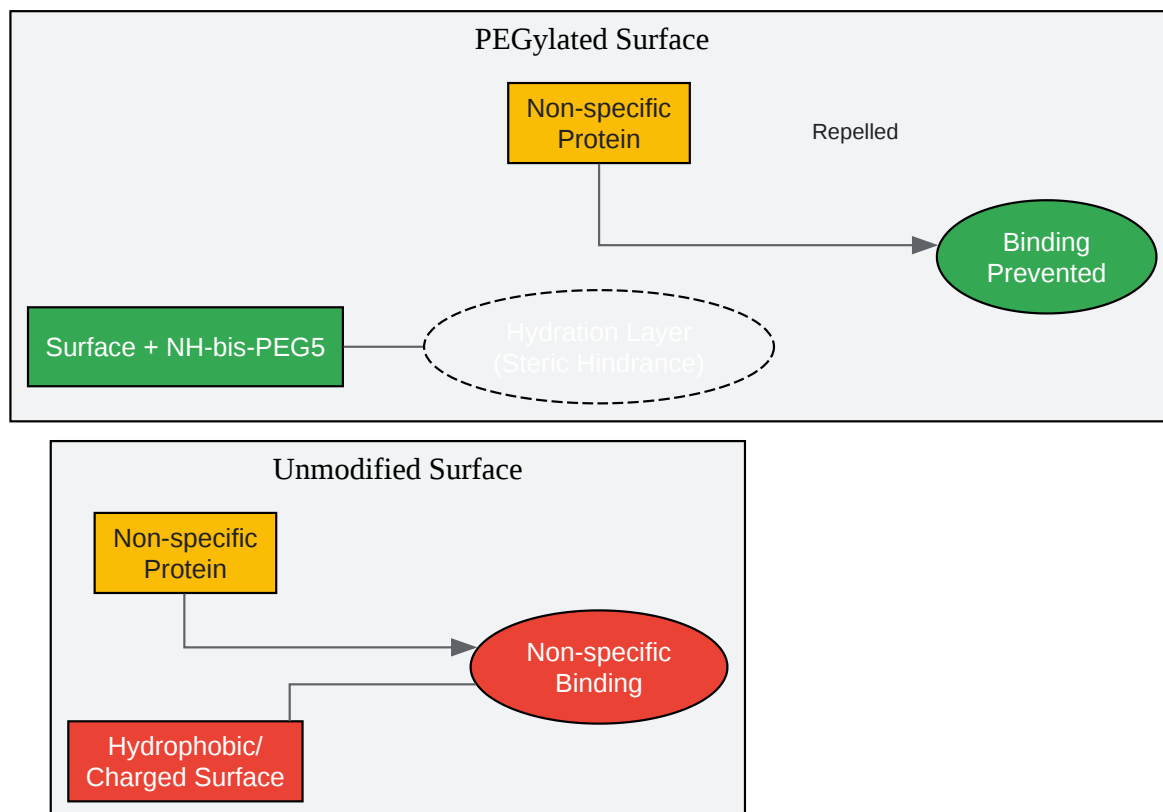 PEGylated Surface
Non-specific
Protein
Repelled
Binding
Prevented
Surface + NH-bis-PEG5
Hydration Layer
(Steric Hindrance)
Unmodified Surface
Non-specific
Protein
Non-specific
Binding
Hydrophobic/
Charged Surface